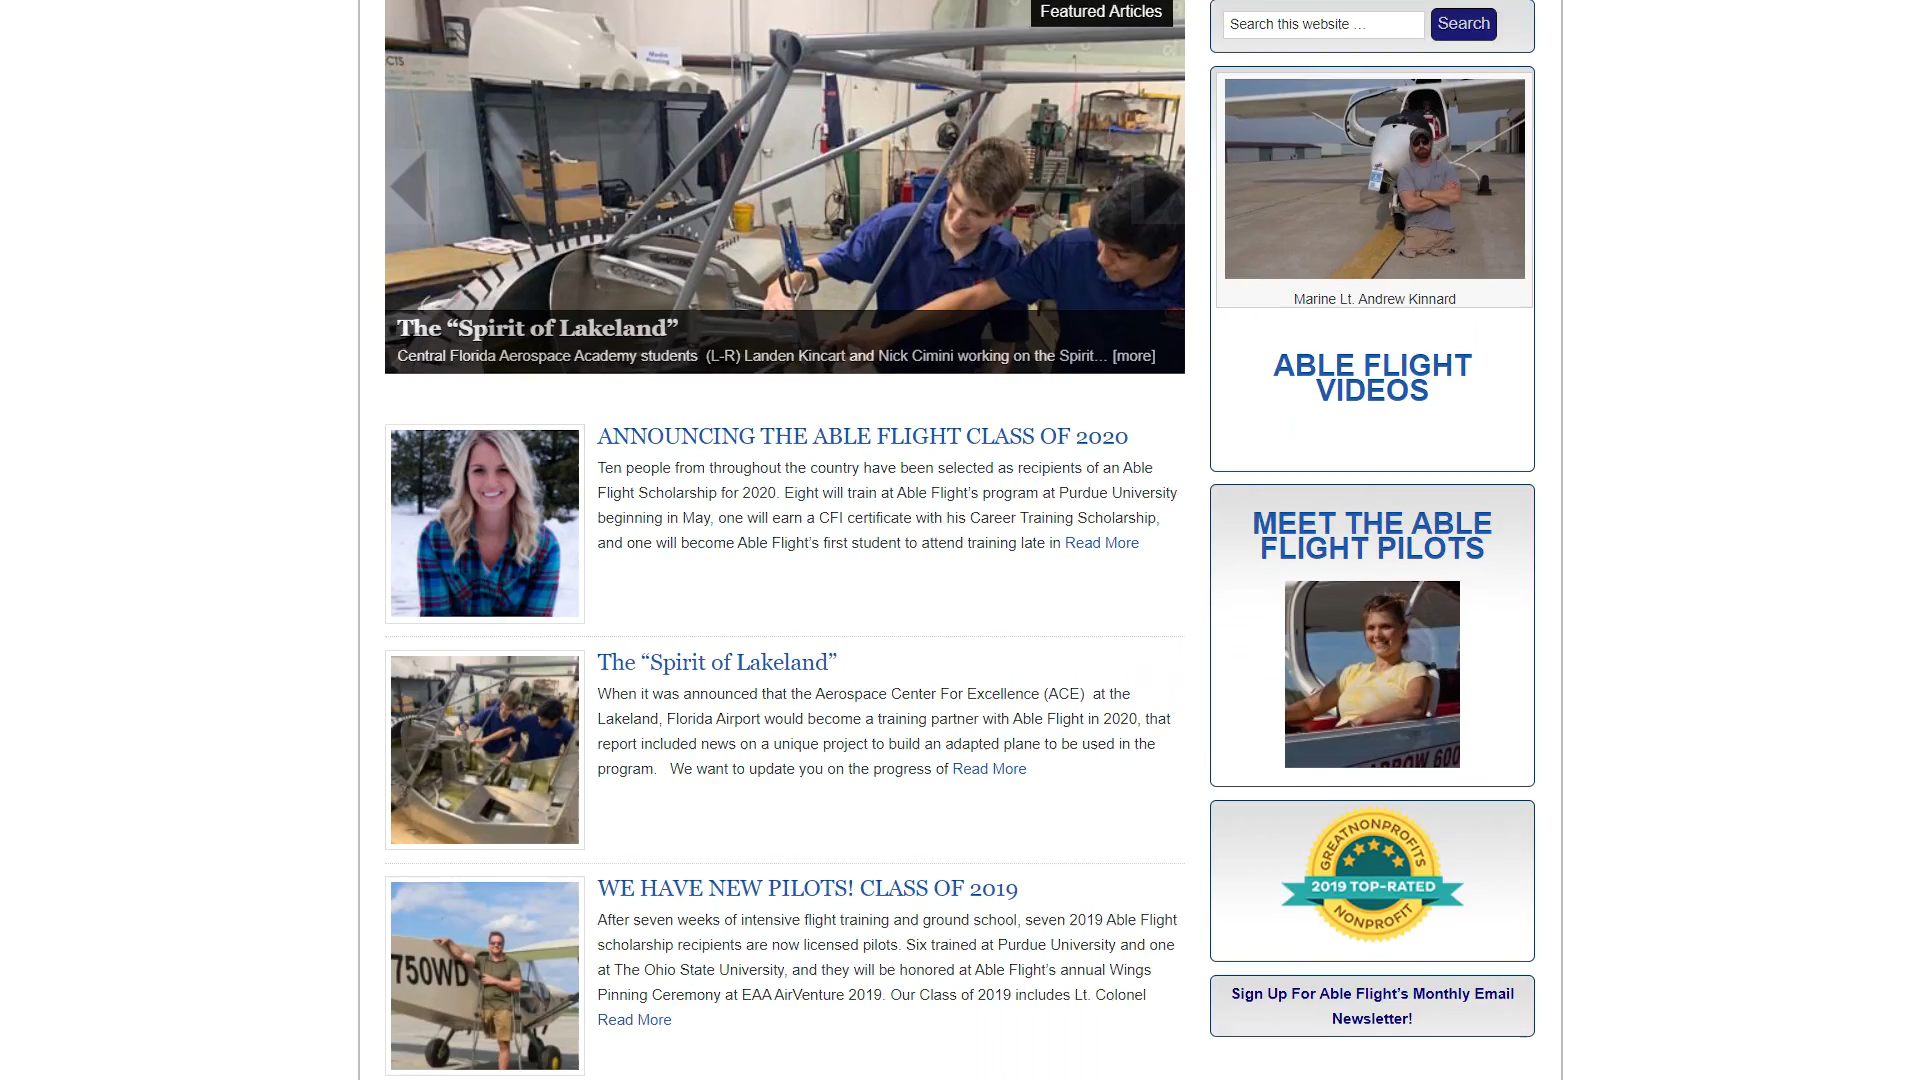 Featured Articles
CTS
Media
The “Spirit of Lakeland”
Central Florida Aerospace Academy students (L-R) Landen Kincart and Nick Cimini working on the Spirit... [more]
ANNOUNCING THE ABLE FLIGHT CLASS OF 2020
Ten people from throughout the country have been selected as recipients of an Able
Flight Scholarship for 2020. Eight will train at Able Flight’s program at Purdue University
beginning in May, one will earn a CFI certificate with his Career Training Scholarship,
and one will become Able Flight’s first student to attend training late in Read More
The “Spirit of Lakeland”
When it was announced that the Aerospace Center For Excellence (ACE) at the
Lakeland, Florida Airport would become a training partner with Able Flight in 2020, that
report included news on a unique project to build an adapted plane to be used in the
program. We want to update you on the progress of Read More
WE HAVE NEW PILOTS! CLASS OF 2019
750WD
After seven weeks of intensive flight training and ground school, seven 2019 Able Flight
scholarship recipients are now licensed pilots. Six trained at Purdue University and one
at The Ohio State University, and they will be honored at Able Flight’s annual Wings
Pinning Ceremony at EAA AirVenture 2019. Our Class of 2019 includes Lt. Colonel
Read More
Search this website …
Search
Marine Lt. Andrew Kinnard
ABLE FLIGHT
VIDEOS
MEET THE ABLE
FLIGHT PILOTS
ARROW 600
GREATNONPROFITS
2019 TOP-RATED
NONPROFIT
Sign Up For Able Flight’s Monthly Email
Newsletter!